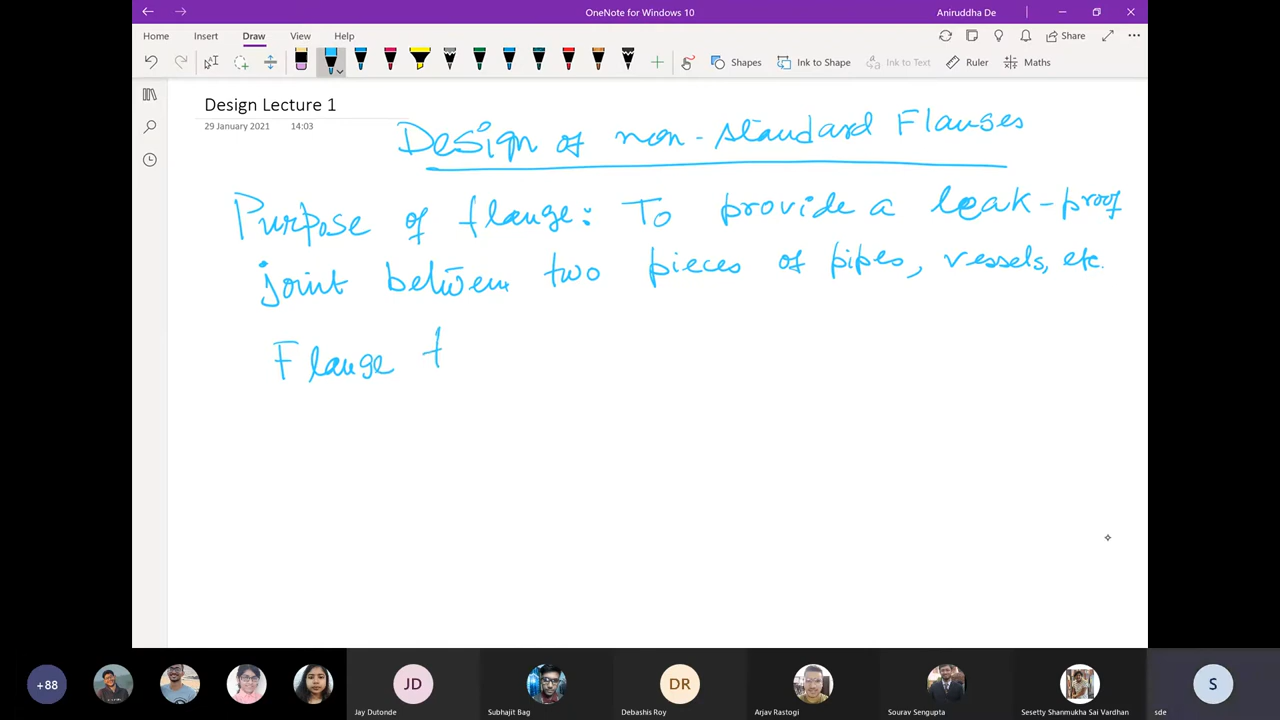 OneNote for Windows 10
Aniruddha De
Home Insert Draw View Help
Share
Shapes Ink to Shape Ink to Text Ruler Maths
Design Lecture 1
29 January 2021 14:03
Design of non-standard Flanges
Purpose of flange: To provide a leak-proof
joint between two pieces of pipes, vessels, etc.
Flange f
+88
JD
DR
S
Jay Dutonde Subhajit Bag Debashis Roy Arjav Rastogi Sourav Sengupta Sesetty Shanmukha Sai Vardhan sde